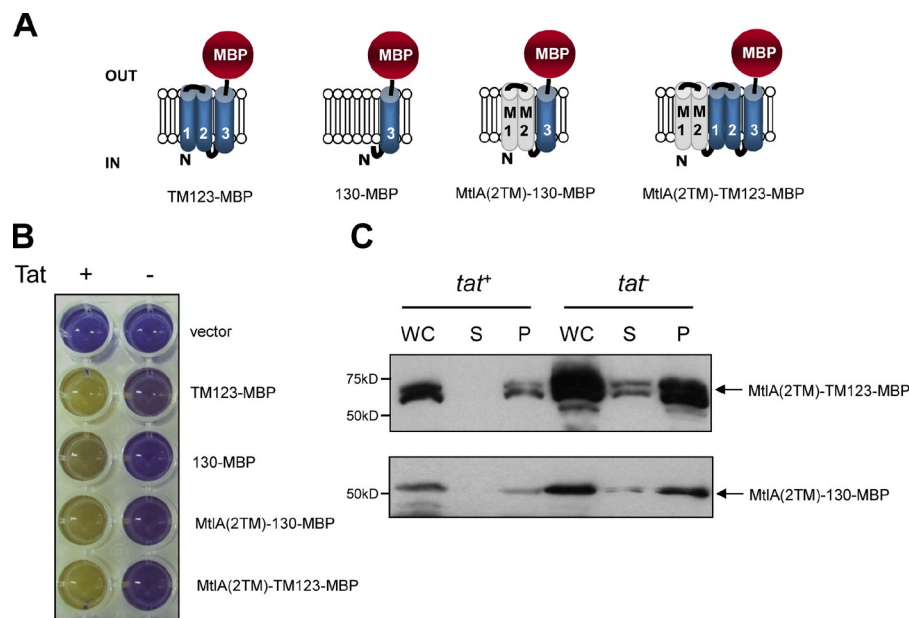 A
OUT
IN
MBP
MBP
MBP
MBP
1 2 3
3
M 1 M 2 3
M 1 M 2 1 2 3
N
N
N
N
TM123-MBP
130-MBP
MtlA(2TM)-130-MBP
MtlA(2TM)-TM123-MBP
B
Tat + -
vector
TM123-MBP
130-MBP
MtlA(2TM)-130-MBP
MtlA(2TM)-TM123-MBP
C
tat+ tat-
WC S P WC S P
75kD
50kD
MtlA(2TM)-TM123-MBP
50kD
MtlA(2TM)-130-MBP